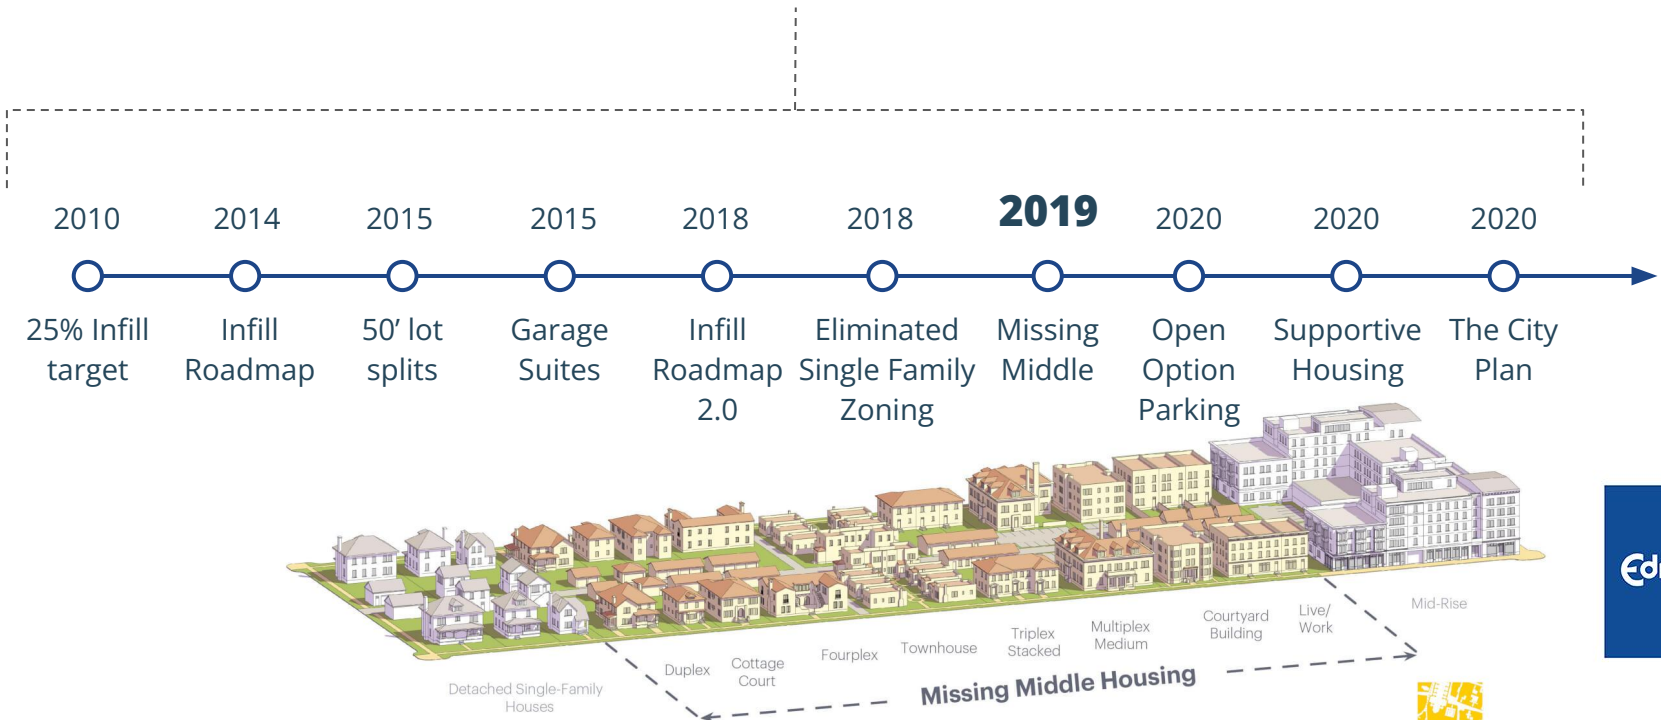 2010
2014
2015
2015
2018
2018
2019
2020
2020
2020
25% Infill
target
Infill
Roadmap
50’ lot
splits
Garage
Suites
Infill
Roadmap
2.0
Eliminated
Single Family
Zoning
Missing
Middle
Open
Option
Parking
Supportive
Housing
The City
Plan
Detached Single-Family
Houses
Duplex
Cottage
Court
Fourplex
Townhouse
Triplex
Stacked
Multiplex
Medium
Courtyard
Building
Live/
Work
Mid-Rise
Missing Middle Housing